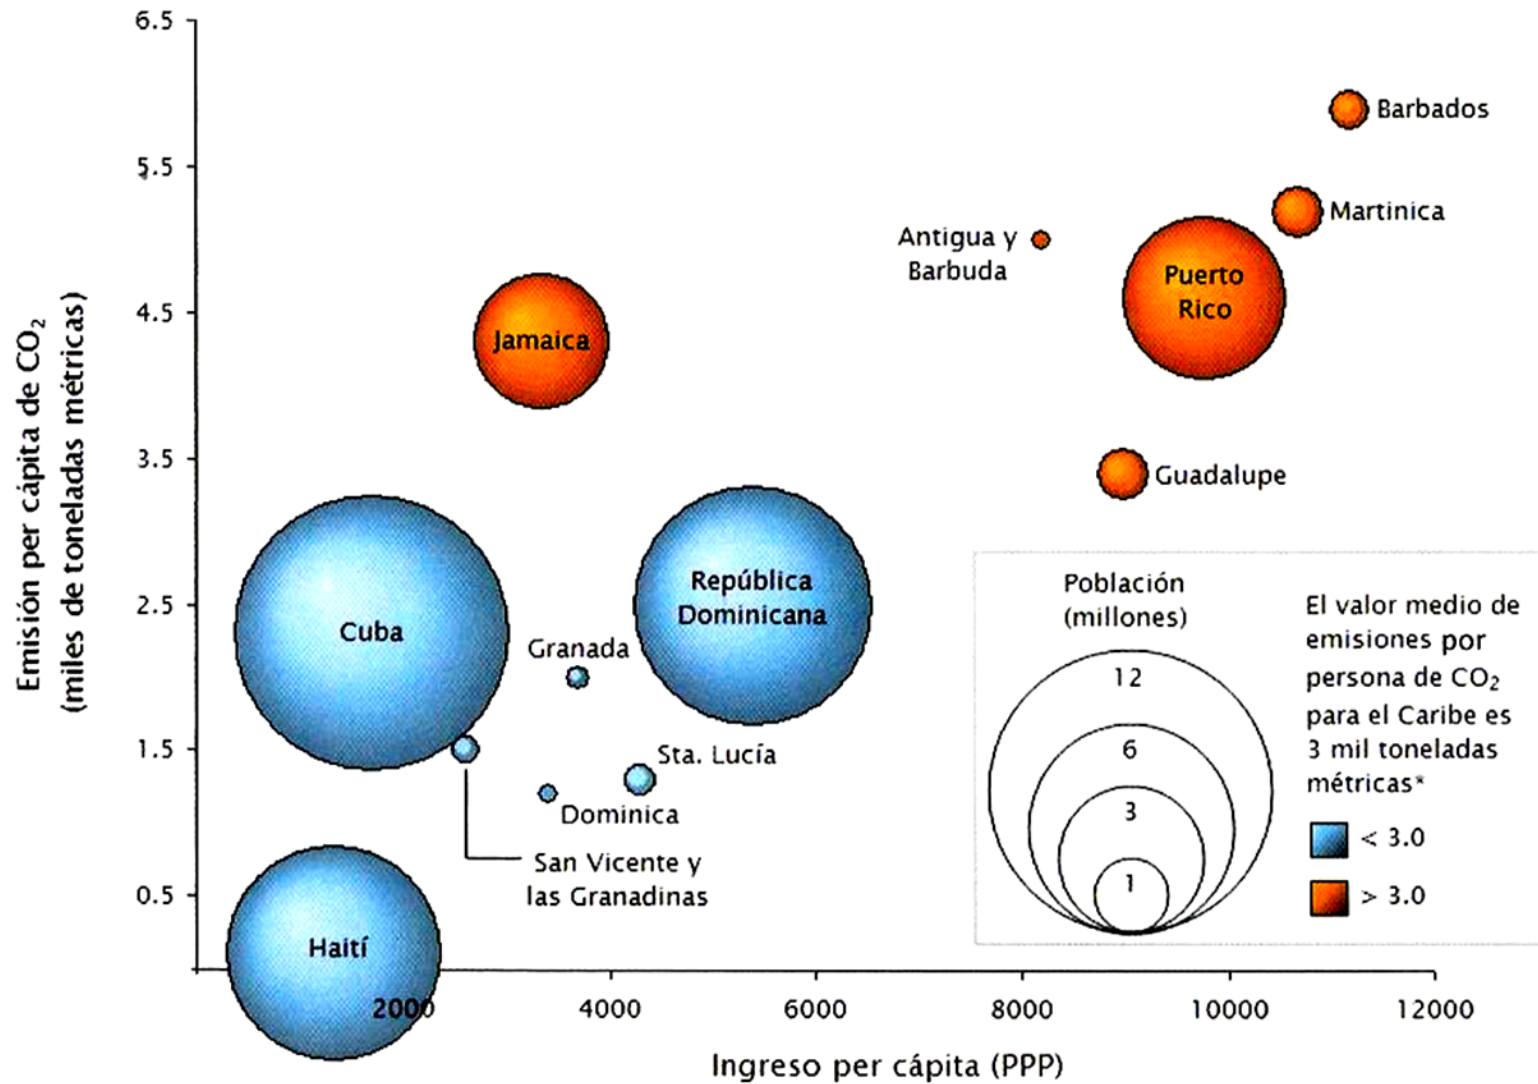 6.5
5.5
4.5
3.5
2.5
1.5
0.5
Emisión per cápita de CO₂
(miles de toneladas métricas)
Barbados
Martinica
Antigua y
Barbuda
Puerto
Rico
Jamaica
Guadalupe
República
Dominicana
Cuba
Granada
Sta. Lucía
Dominica
San Vicente y
las Granadinas
Haití
Población
(millones)
12
6
3
1
El valor medio de
emisiones por
persona de CO₂
para el Caribe es
3 mil toneladas
métricas*
< 3.0
> 3.0
2000
4000
6000
8000
10000
12000
Ingreso per cápita (PPP)